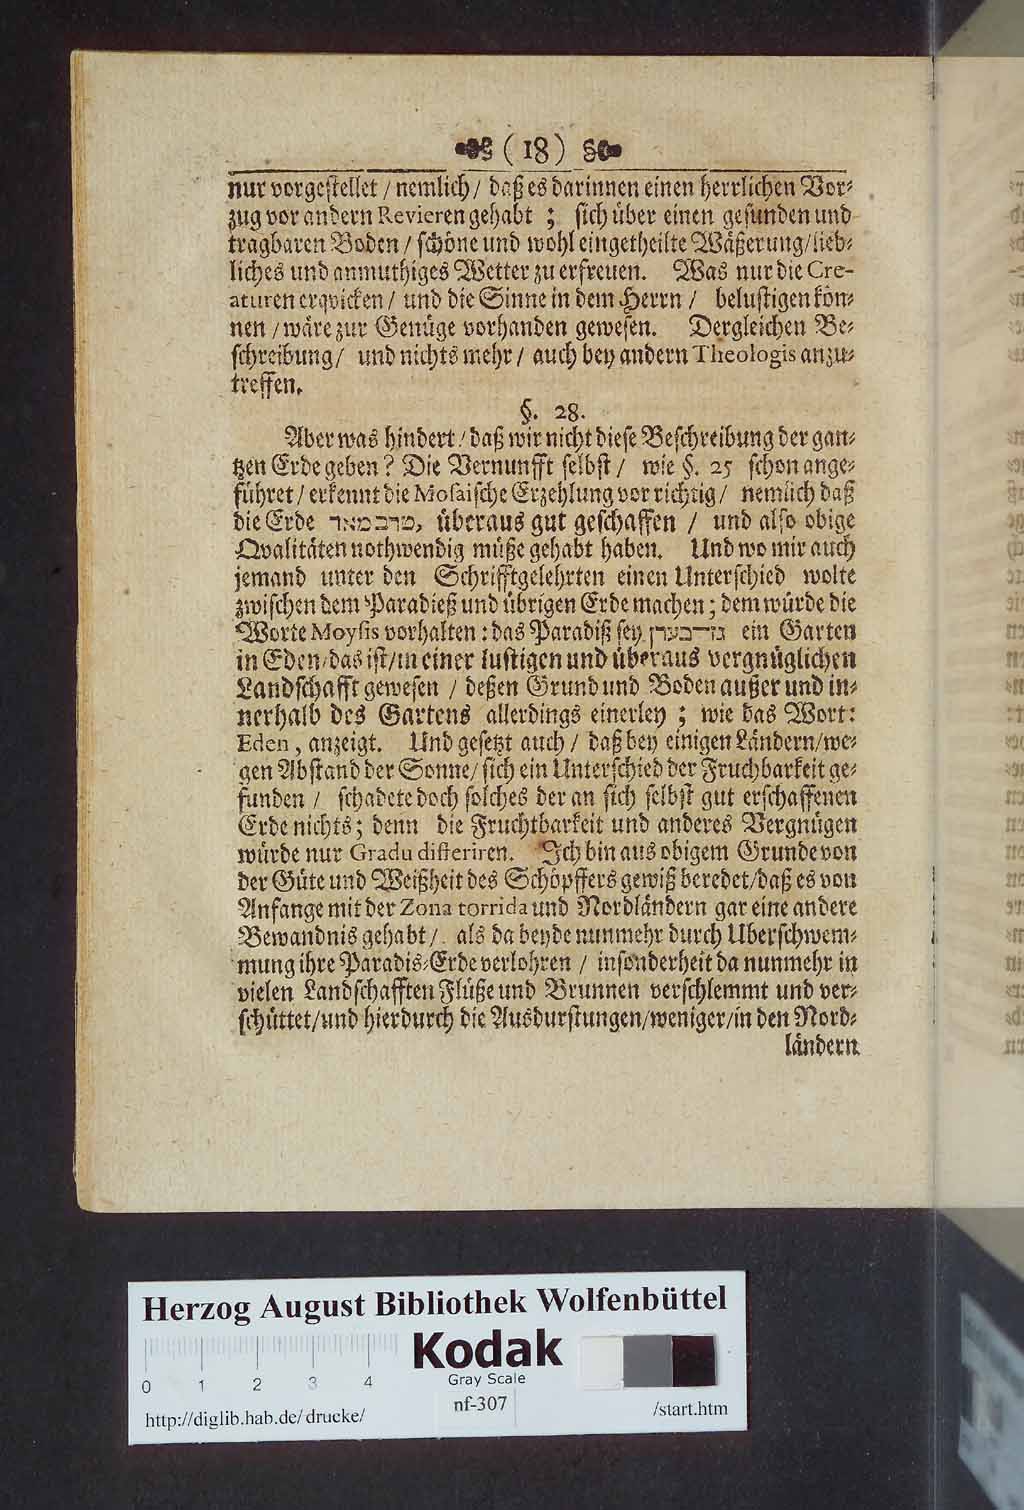 (18)
nur vorgestellet / nemlich / daß es darinnen einen herrlichen Vor-
zug vor andern Revieren gehabt ; sich über einen gesunden und
tragbaren Boden / schöne und wohl eingetheilte Wäßerung / lieb-
liches und anmuthiges Wetter zu erfreuen. Was nur die Cre-
aturen erqvicken / und die Sinne in dem Herrn / belustigen kön-
nen / wäre zur Genüge vorhanden gewesen. Dergleichen Be-
schreibung / und nichts mehr / auch bey andern Theologis anzu-
treffen.
§. 28.
Aber was hindert / daß wir nicht diese Beschreibung der gan-
tzen Erde geben? Die Vernunfft selbst / wie §. 25 schon ange-
führet / erkennt die Mosaische Erzehlung vor richtig / nemlich daß
die Erde , überaus gut geschaffen / und also obige
Qvalitäten nothwendig müße gehabt haben. Und wo mir auch
jemand unter den Schrifftgelehrten einen Unterschied wolte
zwischen dem Paradieß und übrigen Erde machen ; dem würde die
Worte Moysis vorhalten : das Paradiß sey ein Garten
in Eden / das ist / in einer lustigen und überaus vergnüglichen
Landschafft gewesen / deßen Grund und Boden außer und in-
nerhalb des Gartens allerdings einerley ; wie das Wort :
Eden, anzeigt. Und gesetzt auch / daß bey einigen Ländern / we-
gen Abstand der Sonne / sich ein Unterschied der Fruchbarkeit ge-
funden / schadete doch solches der an sich selbst gut erschaffenen
Erde nichts ; denn die Fruchtbarkeit und anderes Vergnügen
würde nur Gradu differiren. Ich bin aus obigem Grunde von
der Güte und Weißheit des Schöpffers gewiß beredet / daß es von
Anfange mit der Zona torrida und Nordländern gar eine andere
Bewandnis gehabt / als da beyde nunmehr durch Uberschwem-
mung ihre Paradis-Erde verlohren / insonderheit da nunmehr in
vielen Landschafften Flüße und Brunnen verschlemmt und ver-
schüttet / und hierdurch die Ausdurstungen / weniger / in den Nord-
ländern
Herzog August Bibliothek Wolfenbüttel
Kodak
Gray Scale
0 1 2 3 4
nf-307
http://diglib.hab.de/drucke/ /start.htm